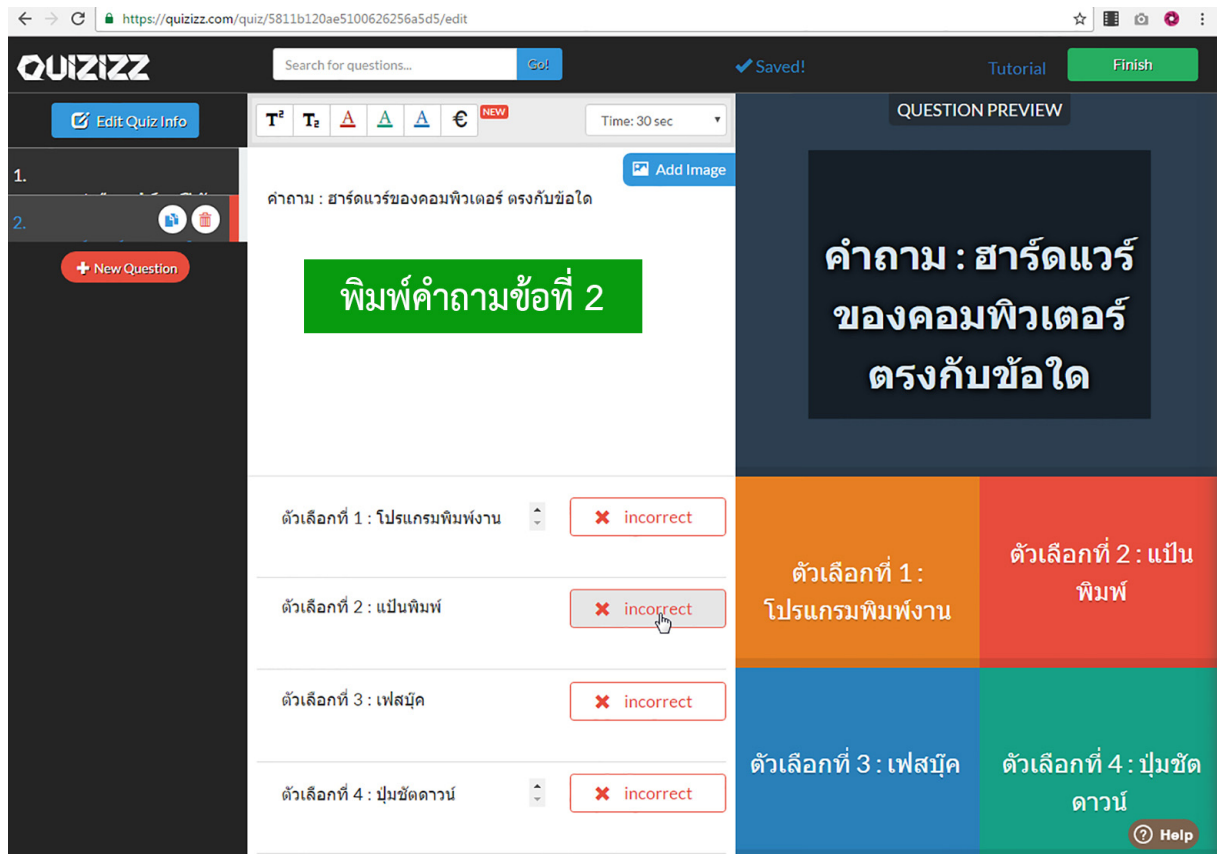 https://quizizz.com/quiz/5811b120ae5100626256a5d5/edit
QUIZIZZ
Search for questions...
Go!
Saved!
Tutorial
Finish
Edit Quiz Info
T² T₂ A A A € NEW
Time: 30 sec
QUESTION PREVIEW
1.
2.
New Question
Add Image
คำถาม : ฮาร์ดแวร์ของคอมพิวเตอร์ ตรงกับข้อใด
พิมพ์คำถามข้อที่ 2
คำถาม : ฮาร์ดแวร์
ของคอมพิวเตอร์
ตรงกับข้อใด
ตัวเลือกที่ 1 : โปรแกรมพิมพ์งาน
incorrect
ตัวเลือกที่ 2 : แป้นพิมพ์
incorrect
ตัวเลือกที่ 3 : เฟสบุ๊ค
incorrect
ตัวเลือกที่ 4 : ปุ่มชัตดาวน์
incorrect
ตัวเลือกที่ 1 :
โปรแกรมพิมพ์งาน
ตัวเลือกที่ 2 : แป้น
พิมพ์
ตัวเลือกที่ 3 : เฟสบุ๊ค
ตัวเลือกที่ 4 : ปุ่มชัต
ดาวน์
Help